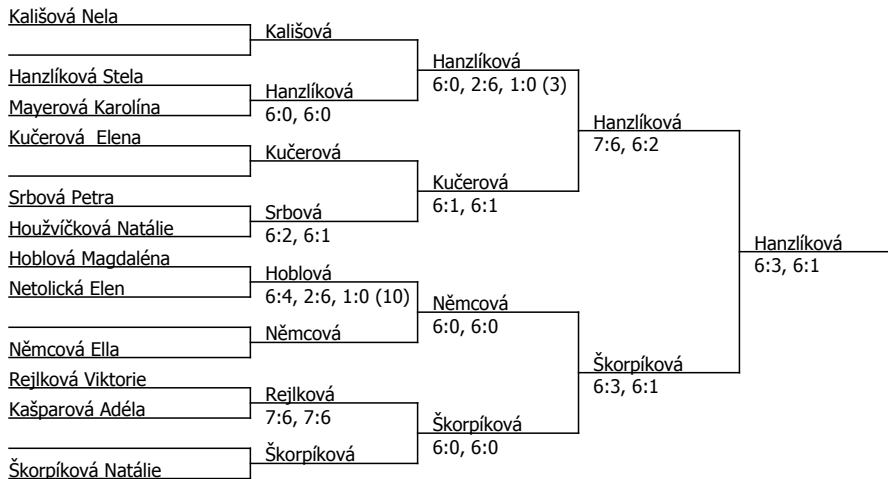 Kališová Nela
Hanzlíková Stela
Mayerová Karolína
Kučerová  Elena
Srbová Petra
Houžvíčková Natálie
Hoblová Magdaléna
Netolická Elen
Němcová Ella
Rejlková Viktorie
Kašparová Adéla
Škorpíková Natálie
Kališová
Hanzlíková
6:0, 6:0
Kučerová
Srbová
6:2, 6:1
Hoblová
6:4, 2:6, 1:0 (10)
Němcová
Rejlková
7:6, 7:6
Škorpíková
Hanzlíková
6:0, 2:6, 1:0 (3)
Kučerová
6:1, 6:1
Němcová
6:0, 6:0
Škorpíková
6:0, 6:0
Hanzlíková
7:6, 6:2
Škorpíková
6:3, 6:1
Hanzlíková
6:3, 6:1